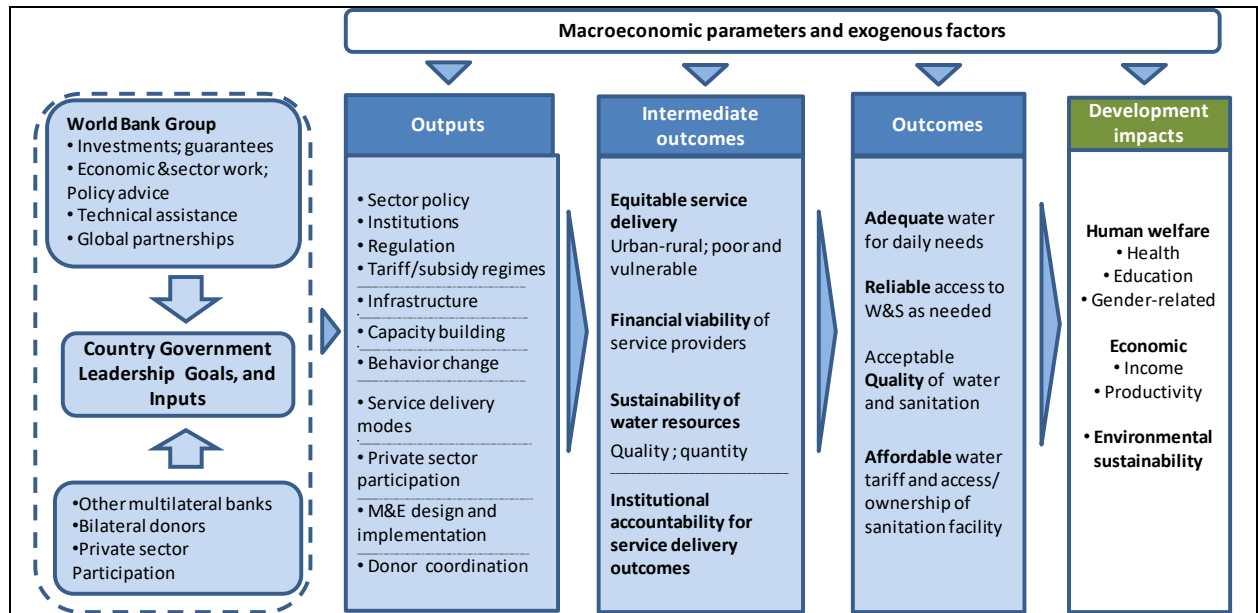 Macroeconomic parameters and exogenous factors
World Bank Group
• Investments; guarantees
• Economic &sector work;
Policy advice
• Technical assistance
• Global partnerships
Country Government
Leadership Goals, and
Inputs
•Other multilateral banks
•Bilateral donors
•Private sector
Participation
Outputs
• Sector policy
• Institutions
• Regulation
• Tariff/subsidy regimes
• Infrastructure
• Capacity building
• Behavior change
• Service delivery
modes
• Private sector
participation
• M&E design and
implementation
• Donor coordination
Intermediate
outcomes
Equitable service
delivery
Urban-rural; poor and
vulnerable
Financial viability of
service providers
Sustainability of
water resources
Quality ; quantity
Institutional
accountability for
service delivery
outcomes
Outcomes
Adequate water
for daily needs
Reliable access to
W&S as needed
Acceptable
Quality of water
and sanitation
Affordable water
tariff and access/
ownership of
sanitation facility
Development
impacts
Human welfare
• Health
• Education
• Gender-related
Economic
• Income
• Productivity
• Environmental
sustainability